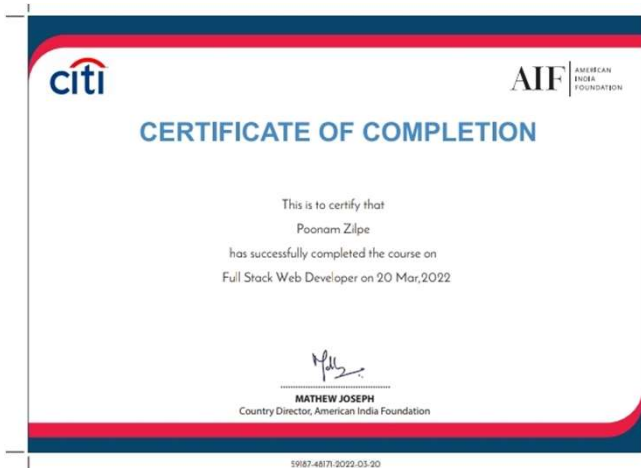 citi
AIF
AMERICAN
INDIA
FOUNDATION
CERTIFICATE OF COMPLETION
This is to certify that
Poonam Zilpe
has successfully completed the course on
Full Stack Web Developer on 20 Mar,2022
MATHEW JOSEPH
Country Director, American India Foundation
59187-48171-2022-03-20